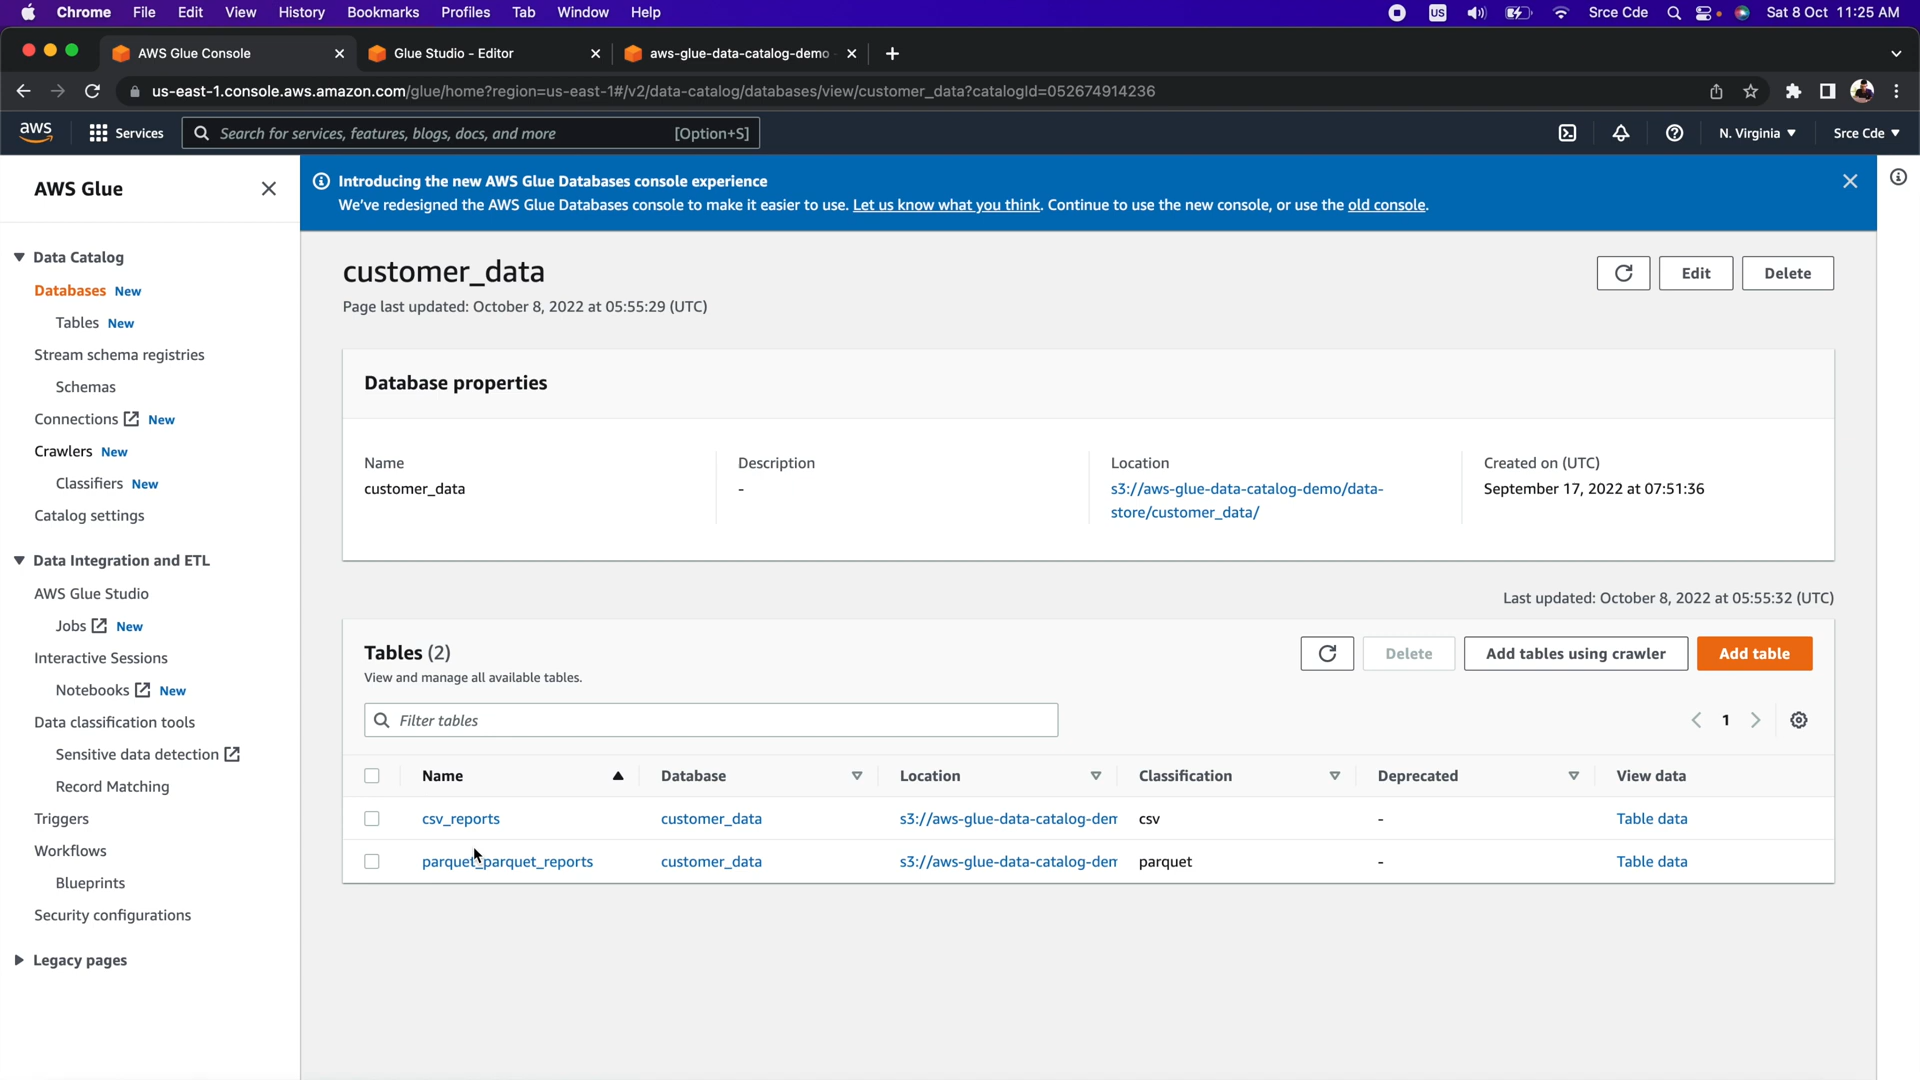 Chrome File Edit View History Bookmarks Profiles Tab Window Help US Srce Cde Sat 8 Oct 11:25 AM
AWS Glue Console Glue Studio - Editor aws-glue-data-catalog-demo
us-east-1.console.aws.amazon.com/glue/home?region=us-east-1#/v2/data-catalog/databases/view/customer_data?catalogId=052674914236
aws Services Search for services, features, blogs, docs, and more [Option+S] N. Virginia Srce Cde
AWS Glue
Data Catalog
Databases New
Tables New
Stream schema registries
Schemas
Connections New
Crawlers New
Classifiers New
Catalog settings
Data Integration and ETL
AWS Glue Studio
Jobs New
Interactive Sessions
Notebooks New
Data classification tools
Sensitive data detection
Record Matching
Triggers
Workflows
Blueprints
Security configurations
Legacy pages
Introducing the new AWS Glue Databases console experience
We've redesigned the AWS Glue Databases console to make it easier to use. Let us know what you think. Continue to use the new console, or use the old console.
customer_data
Edit Delete
Page last updated: October 8, 2022 at 05:55:29 (UTC)
Database properties
Name Description Location Created on (UTC)
customer_data - s3://aws-glue-data-catalog-demo/data- September 17, 2022 at 07:51:36
store/customer_data/
Last updated: October 8, 2022 at 05:55:32 (UTC)
Tables (2)
Delete Add tables using crawler Add table
View and manage all available tables.
Filter tables 1
Name Database Location Classification Deprecated View data
csv_reports customer_data s3://aws-glue-data-catalog-den csv - Table data
parquet_parquet_reports customer_data s3://aws-glue-data-catalog-den parquet - Table data